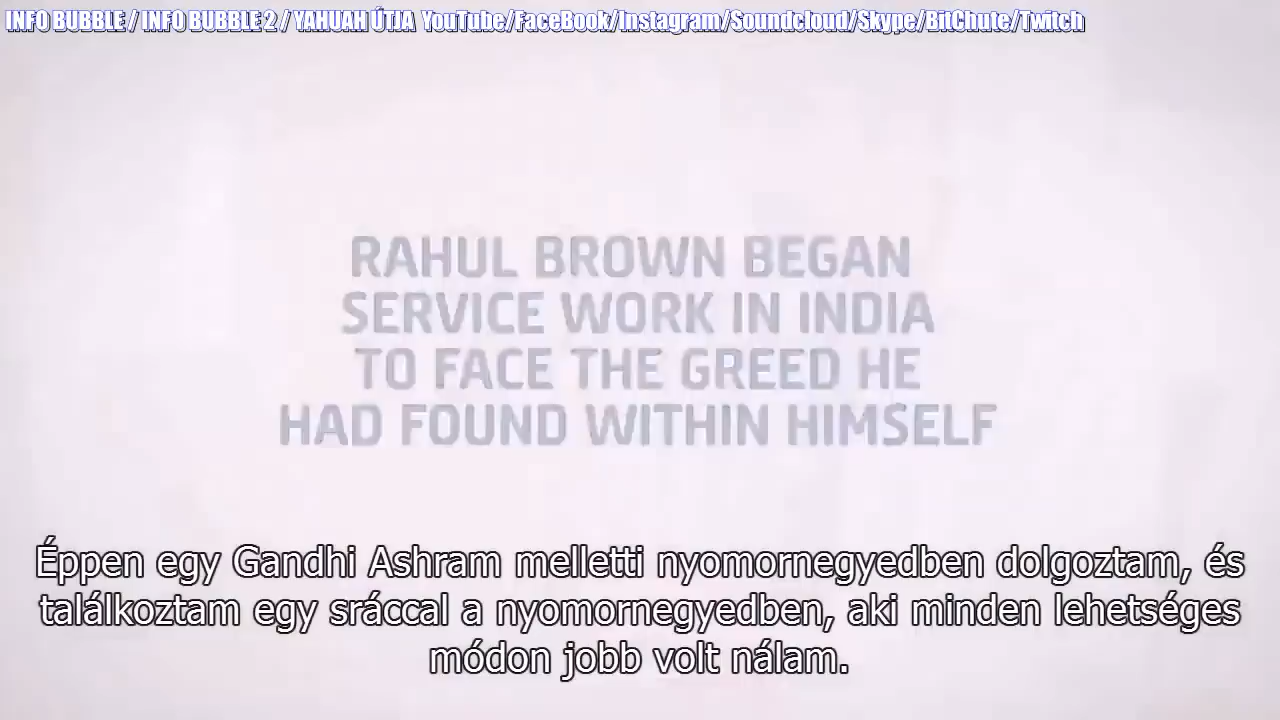 INFO BUBBLE / INFO BUBBLE 2 / YAHUAH ÚTJA YouTube/FaceBook/Instagram/Soundcloud/Skype/BitChute/Twitch
RAHUL BROWN BEGAN
SERVICE WORK IN INDIA
TO FACE THE GREED HE
HAD FOUND WITHIN HIMSELF
Éppen egy Gandhi Ashram melletti nyomornegyedben dolgoztam, és
találkoztam egy sráccal a nyomornegyedben, aki minden lehetséges
módon jobb volt nálam.